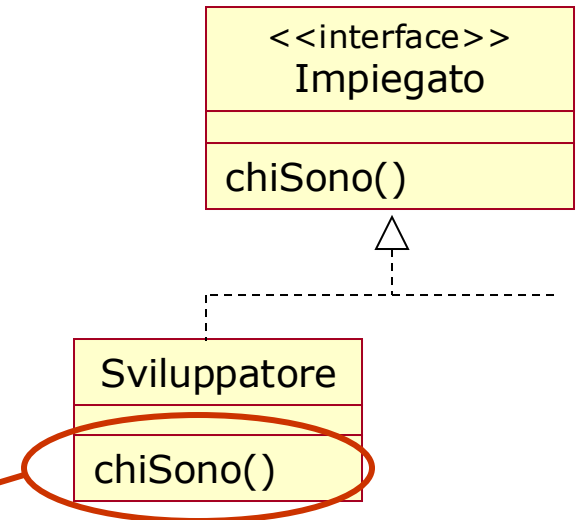 <<interface>>
Impiegato
chiSono()
Sviluppatore
chiSono()